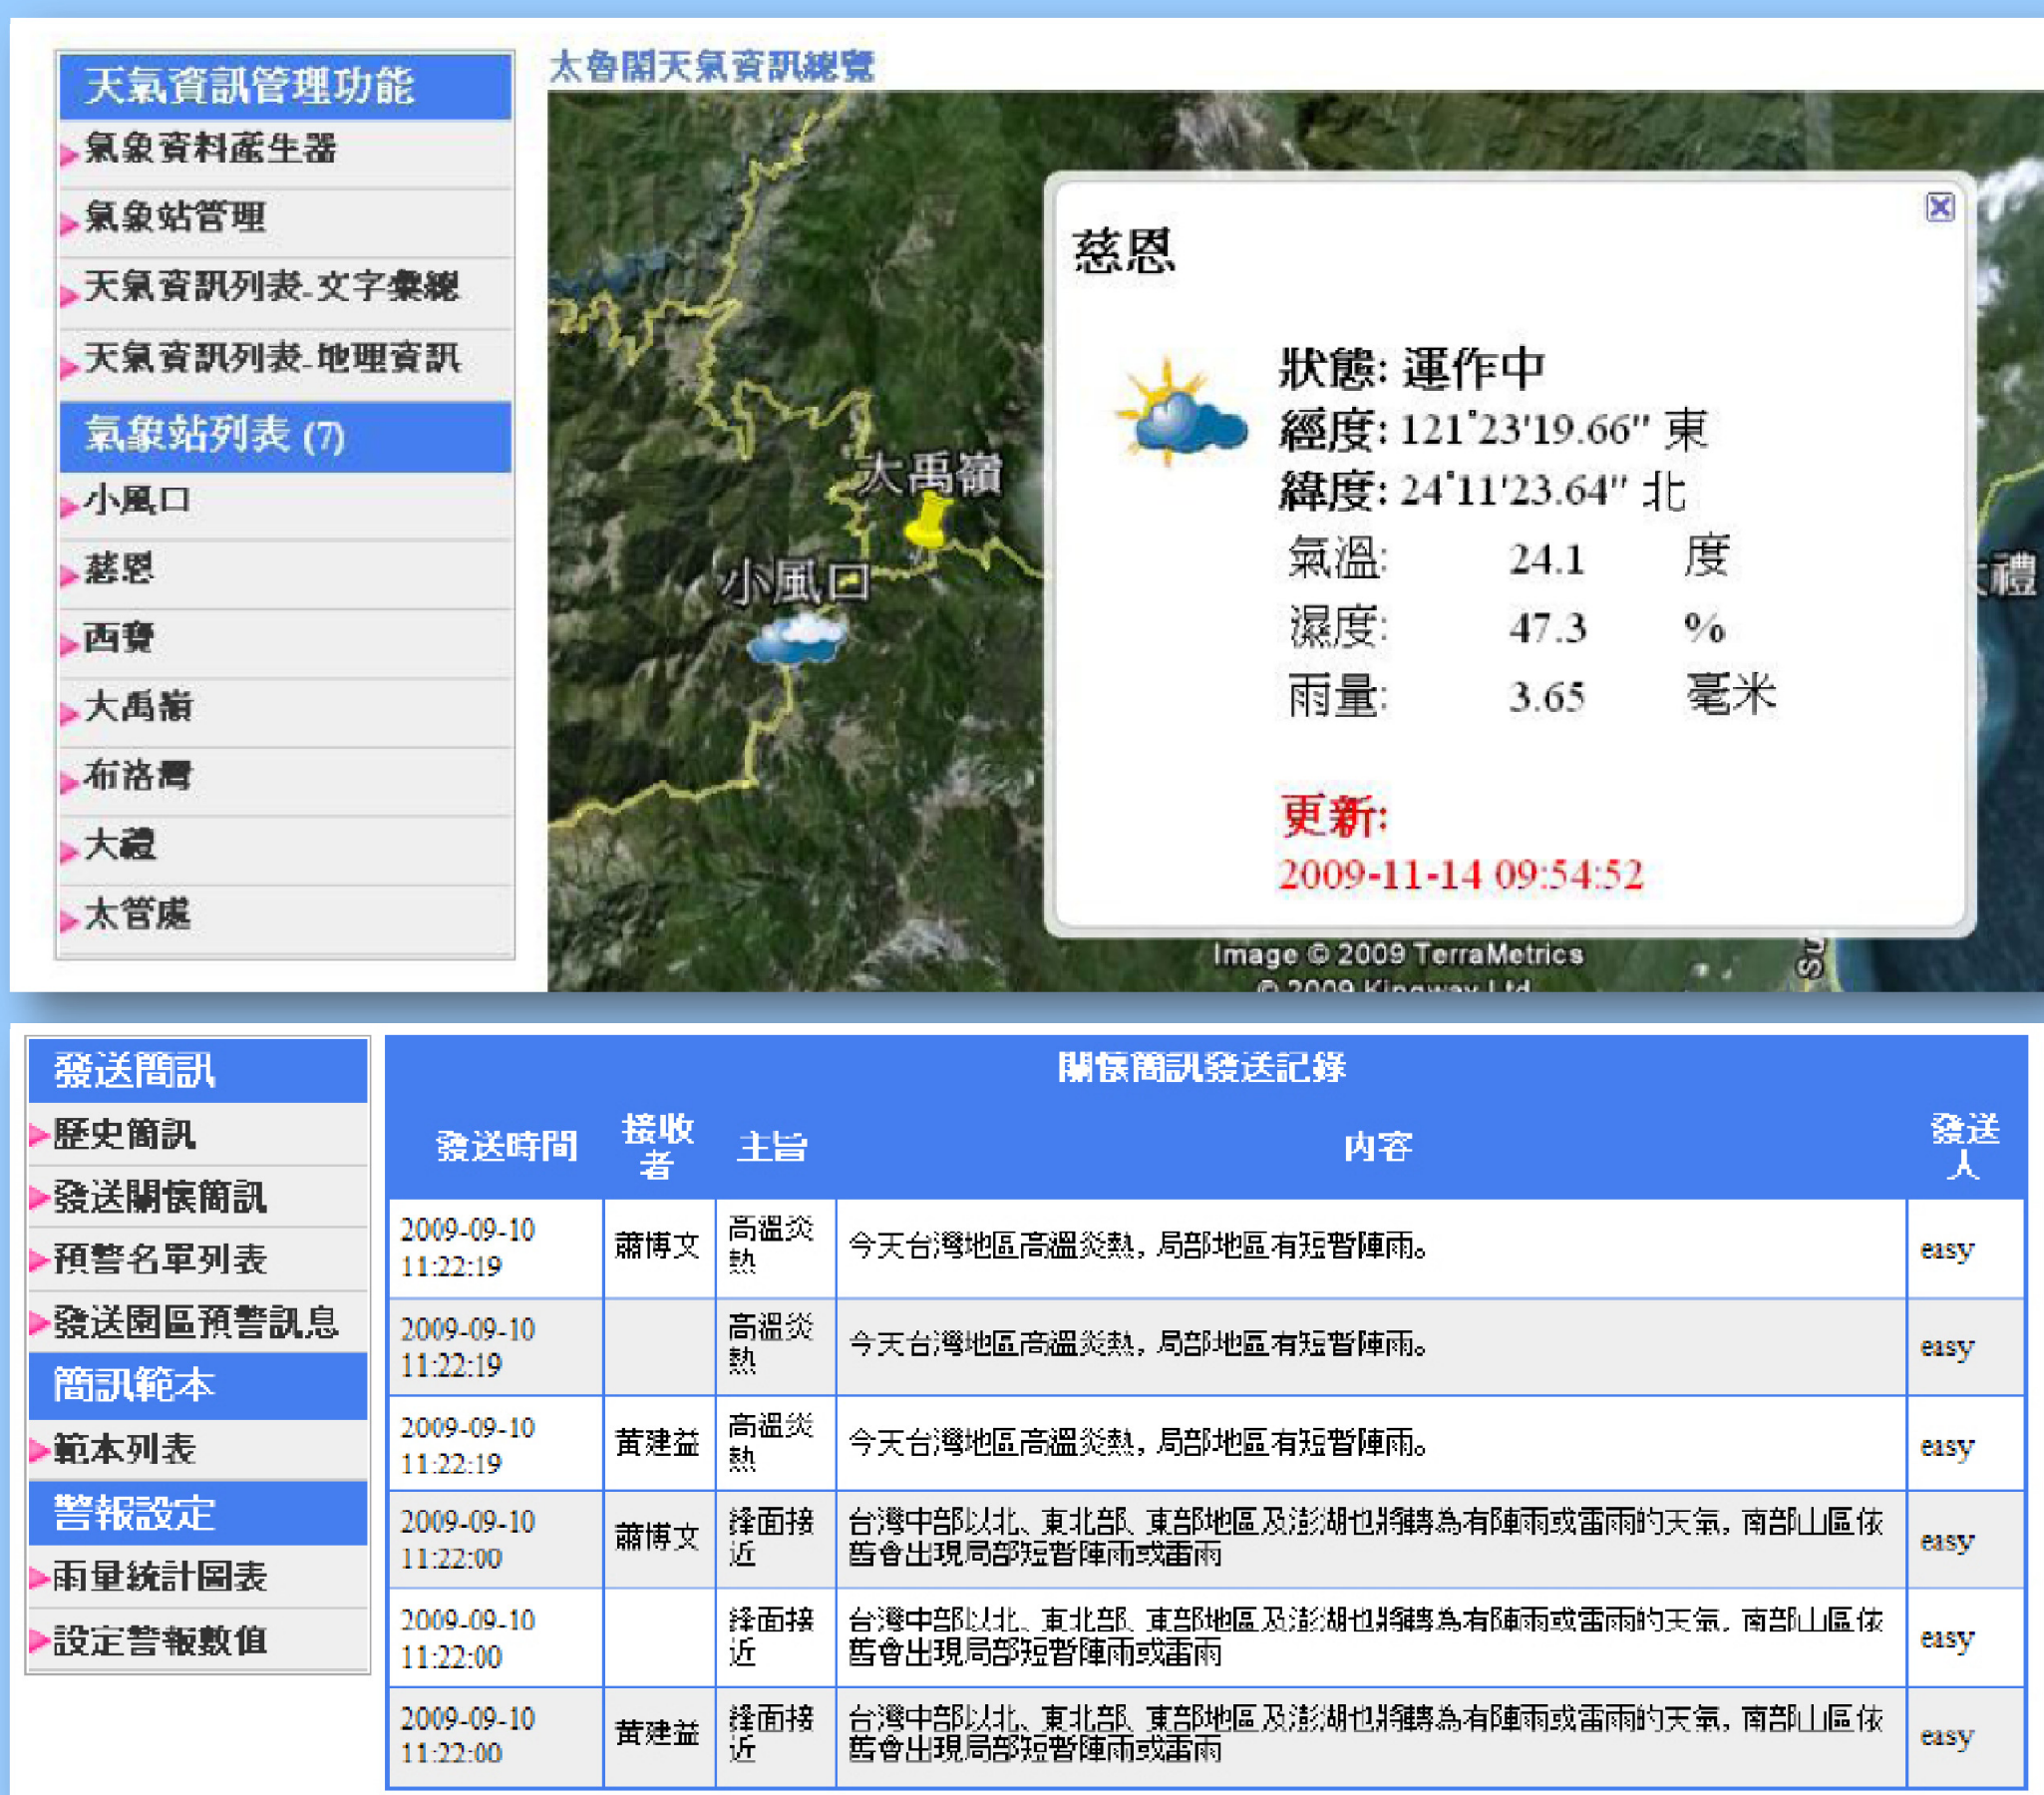 天氣資訊管理功能
氣象資料產生器
氣象站管理
天氣資訊列表-文字彙總
天氣資訊列表-地理資訊
氣象站列表 (7)
小風口
慈恩
西寶
大禹嶺
布洛灣
大禮
太管處
太魯閣天氣資訊總覽
大禹嶺
小風口
慈恩
狀態: 運作中
經度: 121°23'19.66" 東
緯度: 24°11'23.64" 北
氣溫: 24.1 度
濕度: 47.3 %
雨量: 3.65 毫米
更新:
2009-11-14 09:54:52
禮
Image © 2009 TerraMetrics
© 2009 Kingway Ltd
Su
發送簡訊
歷史簡訊
發送關懷簡訊
預警名單列表
發送園區預警訊息
簡訊範本
範本列表
警報設定
雨量統計圖表
設定警報數值
關懷簡訊發送記錄
發送時間 接收者 主旨 內容 發送人
2009-09-10 11:22:19 蕭博文 高溫炎熱 今天台灣地區高溫炎熱,局部地區有短暫陣雨。 easy
2009-09-10 11:22:19 高溫炎熱 今天台灣地區高溫炎熱,局部地區有短暫陣雨。 easy
2009-09-10 11:22:19 黃建益 高溫炎熱 今天台灣地區高溫炎熱,局部地區有短暫陣雨。 easy
2009-09-10 11:22:00 蕭博文 鋒面接近 台灣中部以北、東北部、東部地區及澎湖也將轉為有陣雨或雷雨的天氣,南部山區依舊會出現局部短暫陣雨或雷雨 easy
2009-09-10 11:22:00 鋒面接近 台灣中部以北、東北部、東部地區及澎湖也將轉為有陣雨或雷雨的天氣,南部山區依舊會出現局部短暫陣雨或雷雨 easy
2009-09-10 11:22:00 黃建益 鋒面接近 台灣中部以北、東北部、東部地區及澎湖也將轉為有陣雨或雷雨的天氣,南部山區依舊會出現局部短暫陣雨或雷雨 easy